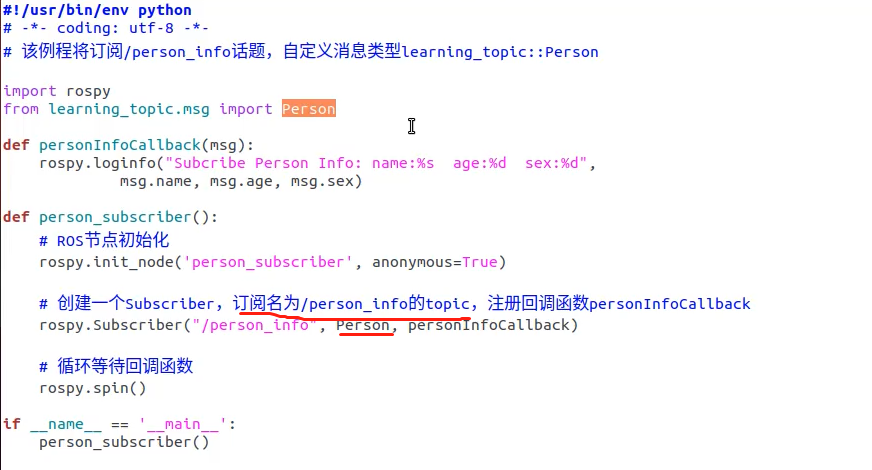 #!/usr/bin/env python
# -*- coding: utf-8 -*-
# 该例程将订阅/person_info话题，自定义消息类型learning_topic::Person
import rospy
from learning_topic.msg import Person
def personInfoCallback(msg):
rospy.loginfo("Subcribe Person Info: name:%s  age:%d  sex:%d",
msg.name, msg.age, msg.sex)
def person_subscriber():
# ROS节点初始化
rospy.init_node('person_subscriber', anonymous=True)
# 创建一个Subscriber，订阅名为/person_info的topic，注册回调函数personInfoCallback
rospy.Subscriber("/person_info", Person, personInfoCallback)
# 循环等待回调函数
rospy.spin()
if __name__ == '__main__':
person_subscriber()